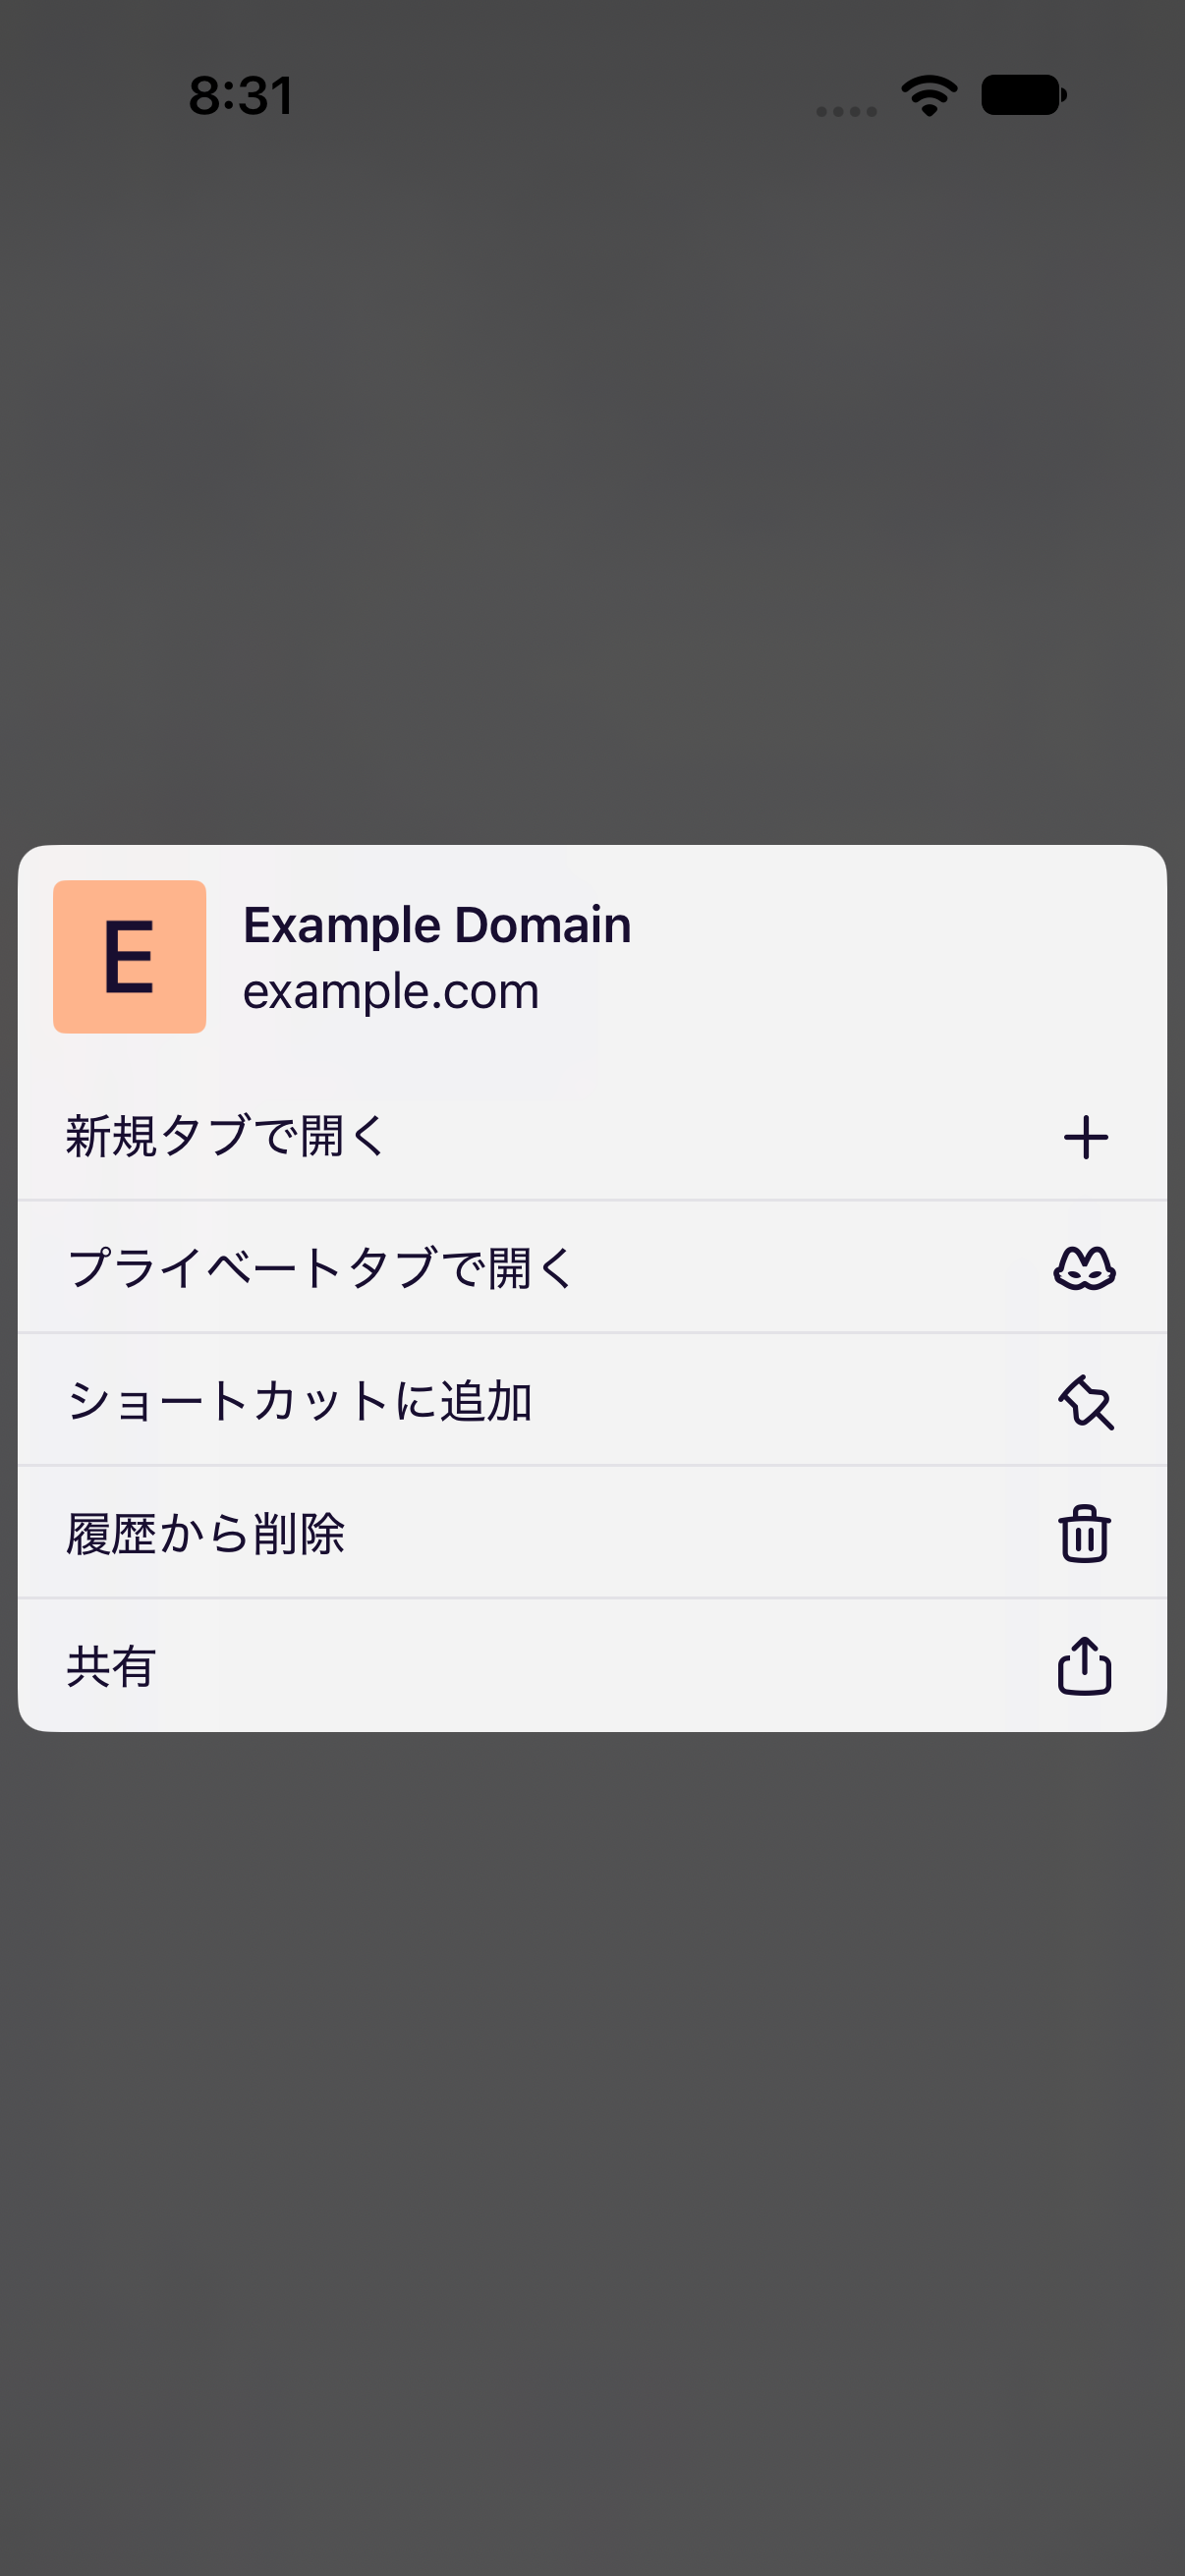 8:31
E
Example Domain
example.com
新規タブで開く
プライベートタブで開く
ショートカットに追加
履歴から削除
共有